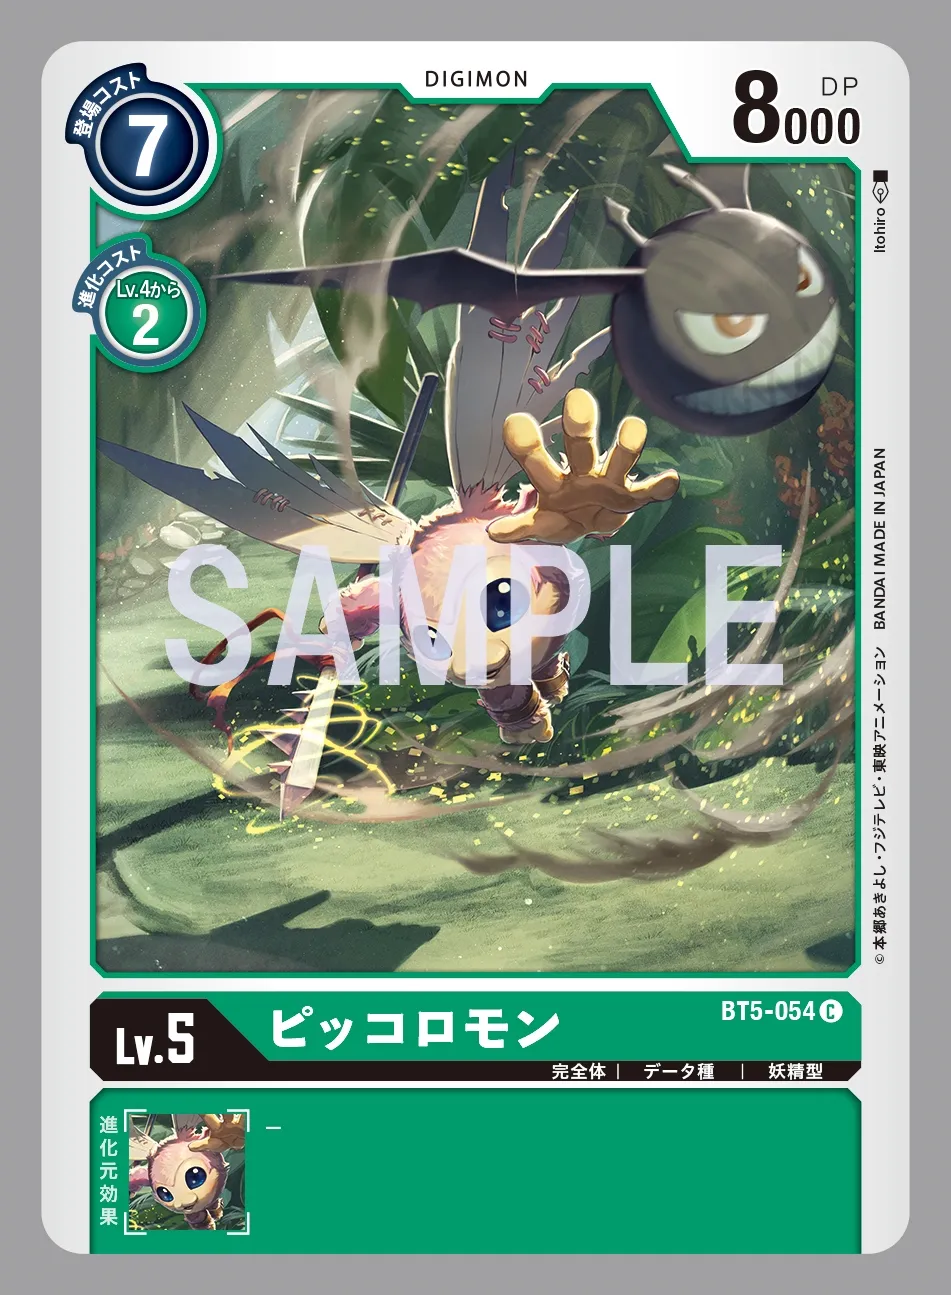 DIGIMON
登場コスト
7
8000
DP
進化コスト
Lv.4から
2
Itohiro
SAMPLE
©本郷あきよし・フジテレビ・東映アニメーション BANDAI MADE IN JAPAN
Lv.5
ピッコロモン
BT5-054 C
完全体 | データ種 | 妖精型
進化元効果
—